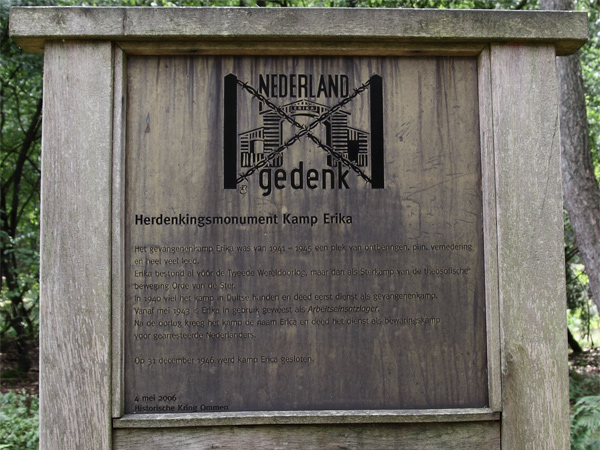 NEDERLAND
gedenk
Herdenkingsmonument Kamp Erika
Het gevangenenkamp Erika was van 1941 – 1945 een plek van ontberingen, pijn, vernedering
en heel veel leed.
Erika bestond al vóór de Tweede Wereldoorlog, maar dan als Sterkamp van de theosofische
beweging Orde van de Ster.
In 1940 viel het kamp in Duitse handen en deed eerst dienst als gevangenenkamp.
Vanaf mei 1943 is Erika in gebruik geweest als Arbeitseinsatzlager.
Na de oorlog kreeg het kamp de naam Erica en deed het dienst als bewaringskamp
voor gearresteerde Nederlanders.
Op 31 december 1946 werd kamp Erica gesloten.
4 mei 2006
Historische Kring Ommen